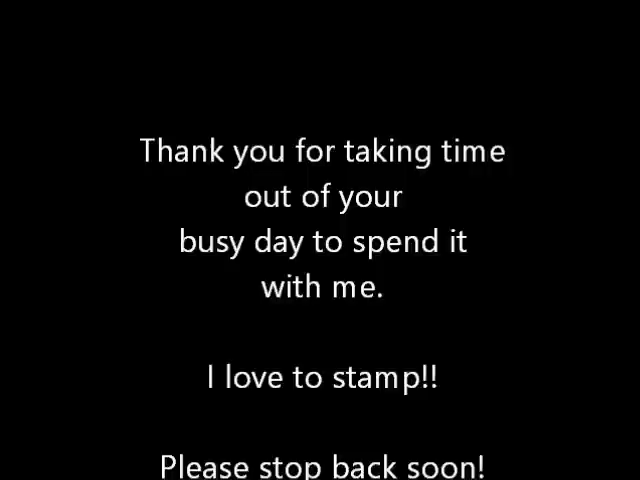 Thank you for taking time
out of your
busy day to spend it
with me.
I love to stamp!!
Please stop back soon!